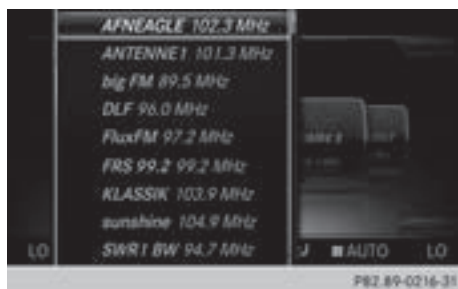 AFNEAGLE 102.3 MHz
ANTENNE1 101.3 MHz
big FM 89.5 MHz
DLF 96.0 MHz
FluxFM 97.2 MHz
FRS 99.2 99.2 MHz
KLASSIK 103.9 MHz
sunshine 104.9 MHz
SWR1 BW 94.7 MHz
LO AUTO LO
P82.89-0216-31